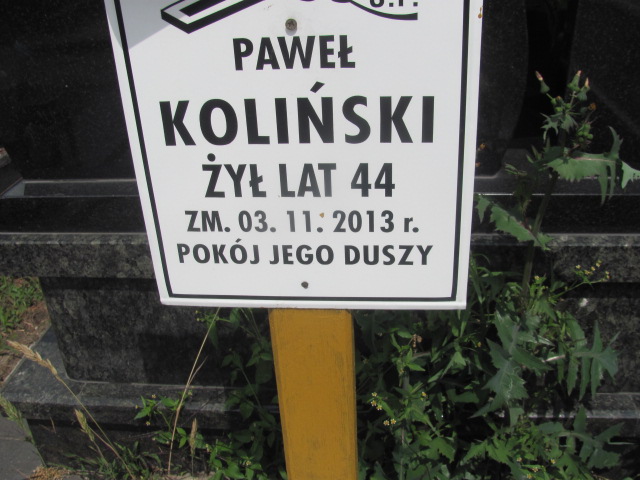 Ś.P.
PAWEŁ
KOLIŃSKI
ŻYŁ LAT 44
ZM. 03. 11. 2013 r.
POKÓJ JEGO DUSZY